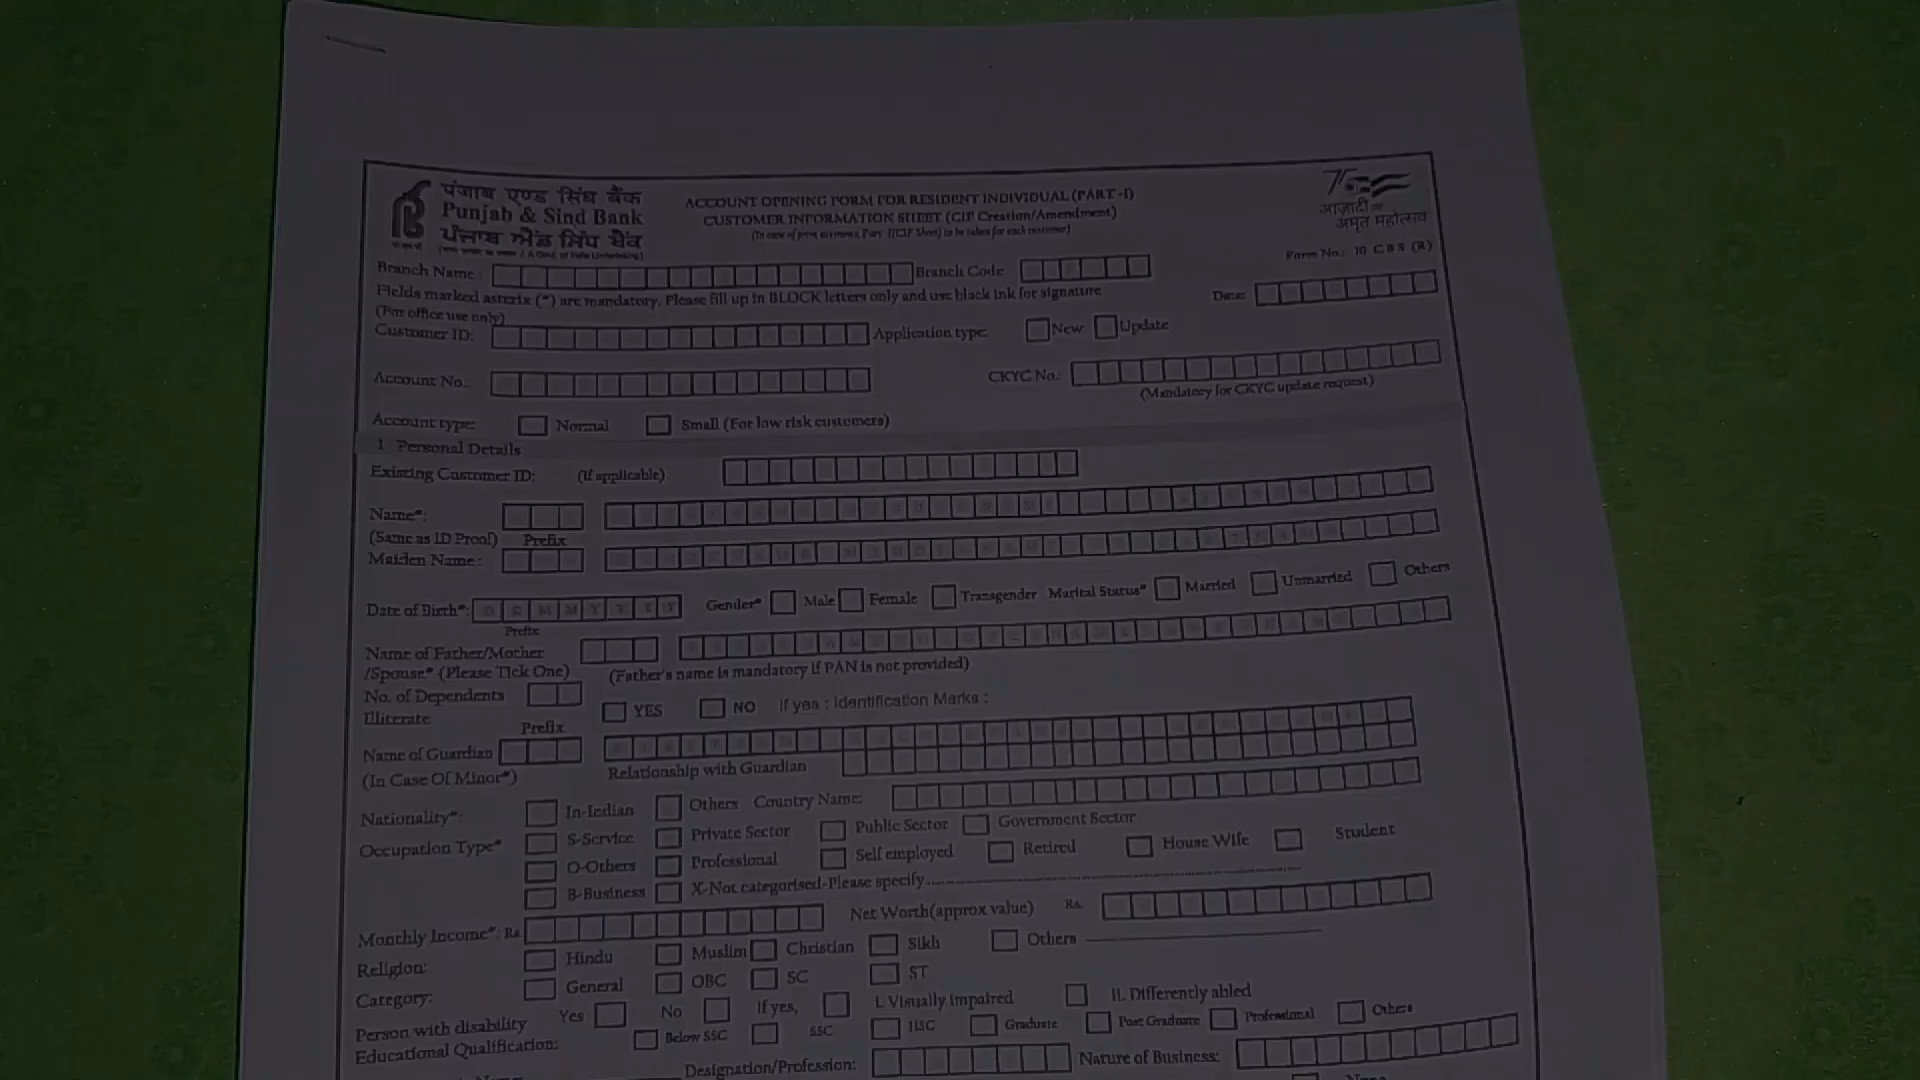 पंजाब एण्ड सिंध बैंक
Punjab & Sind Bank
ਪੰਜਾਬ ਐਂਡ ਸਿੰਧ ਬੈਂਕ
ACCOUNT OPENING FORM FOR RESIDENT INDIVIDUAL (PART-I)
CUSTOMER INFORMATION SHEET (CIF Creation/Amendment)
आज़ादी का
अमृत महोत्सव
Form No.: 10 CBS (R)
Branch Name : Branch Code
Fields marked asterix (*) are mandatory. Please fill up in BLOCK letters only and use black ink for signature
Date:
(For office use only)
Customer ID: Application type: New Update
Account No.: CKYC No.:
(Mandatory for CKYC update request)
Account type: Normal Small (For low risk customers)
1 Personal Details
Existing Customer ID: (If applicable)
Name*:
(Same as ID Proof) Prefix
Maiden Name :
Date of Birth*: D D M M Y Y Y Y Gender* Male Female Transgender Marital Status* Married Unmarried Others
Prefix
Name of Father/Mother
/Spouse* (Please Tick One) (Father's name is mandatory if PAN is not provided)
No. of Dependents
Illiterate YES NO If yes : Identification Marks :
Prefix
Name of Guardian
(In Case Of Minor*) Relationship with Guardian
Nationality*: In-Indian Others Country Name:
Occupation Type* S-Service Private Sector Public Sector Government Sector
O-Others Professional Self employed Retired House Wife Student
B-Business X-Not categorised-Please specify
Monthly Income*: Rs. Net Worth(approx value) Rs.
Religion: Hindu Muslim Christian Sikh Others
Category: General OBC SC ST
Person with disability Yes No If yes, I. Visually impaired II. Differently abled
Educational Qualification: Below SSC SSC HSC Graduate Post Graduate Professional Others
Designation/Profession: Nature of Business: